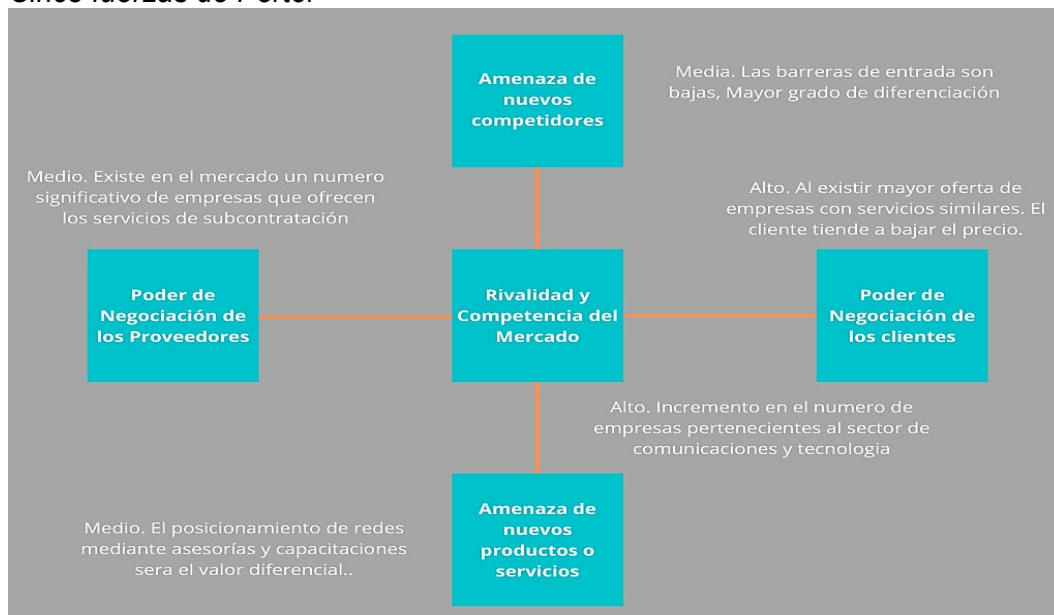 Cinco fuerzas de Porter
Amenaza de
nuevos
competidores
Media. Las barreras de entrada son
bajas, Mayor grado de diferenciación
Medio. Existe en el mercado un numero
significativo de empresas que ofrecen
los servicios de subcontratación
Alto. Al existir mayor oferta de
empresas con servicios similares. El
cliente tiende a bajar el precio.
Poder de
Negociación de
los Proveedores
Rivalidad y
Competencia del
Mercado
Poder de
Negociación de
los clientes
Alto. Incremento en el numero de
empresas pertenecientes al sector de
comunicaciones y tecnologia
Medio. El posicionamiento de redes
mediante asesorías y capacitaciones
sera el valor diferencial..
Amenaza de
nuevos
productos o
servicios